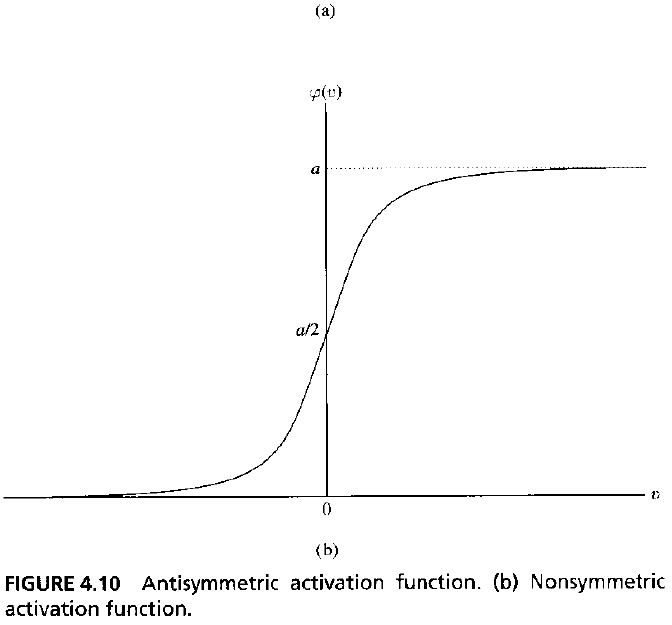 (a)
φ(v)
a
a/2
0
v
(b)
FIGURE 4.10 Antisymmetric activation function. (b) Nonsymmetric
activation function.